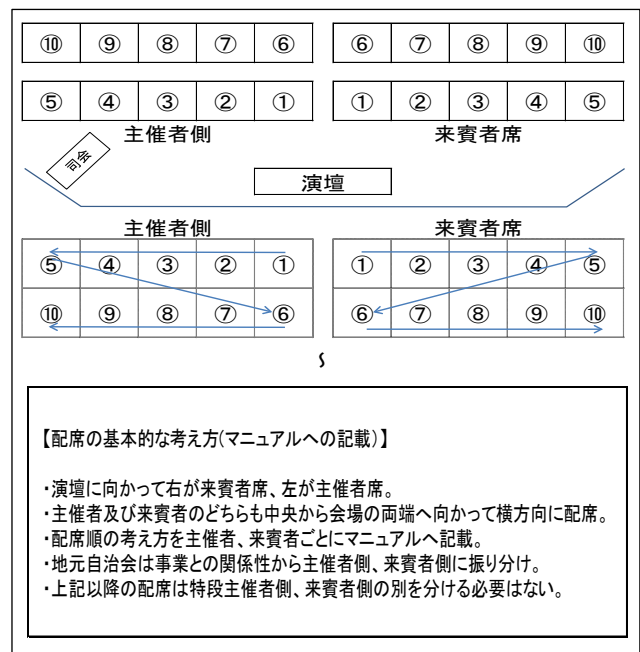 ⑩ ⑨ ⑧ ⑦ ⑥ ⑥ ⑦ ⑧ ⑨ ⑩
⑤ ④ ③ ② ① ① ② ③ ④ ⑤
主催者側 来賓者席
司会
演壇
主催者側 来賓者席
⑤ ④ ③ ② ① ① ② ③ ④ ⑤
⑩ ⑨ ⑧ ⑦ ⑥ ⑥ ⑦ ⑧ ⑨ ⑩
～
【配席の基本的な考え方(マニュアルへの記載)】
・演壇に向かって右が来賓者席、左が主催者席。
・主催者及び来賓者のどちらも中央から会場の両端へ向かって横方向に配席。
・配席順の考え方を主催者、来賓者ごとにマニュアルへ記載。
・地元自治会は事業との関係性から主催者側、来賓者側に振り分け。
・上記以降の配席は特段主催者側、来賓者側の別を分ける必要はない。